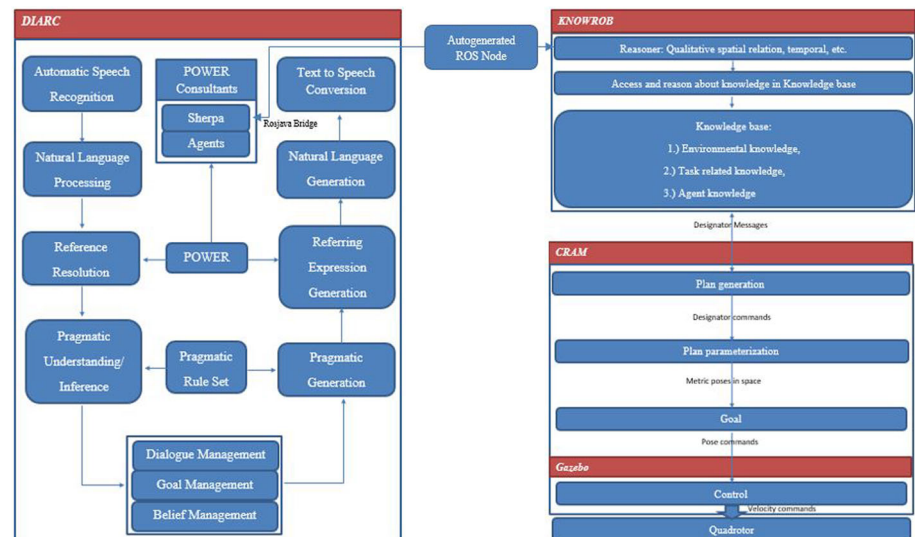 DIARC
Automatic Speech
Recognition
Natural Language
Processing
Reference
Resolution
Pragmatic
Understanding/
Inference
POWER
Consultants
Sherpa
Agents
POWER
Pragmatic
Rule Set
Dialogue Management
Goal Management
Belief Management
Text to Speech
Conversion
Natural Language
Generation
Referring
Expression
Generation
Pragmatic
Generation
Rosjava Bridge
Autogenerated
ROS Node
KNOWROB
Reasoner: Qualitative spatial relation, temporal, etc.
Access and reason about knowledge in Knowledge base
Knowledge base:
1.) Environmental knowledge,
2.) Task related knowledge,
3.) Agent knowledge
Designator Messages
CRAM
Plan generation
Designator commands
Plan parameterization
Metric poses in space
Goal
Pose commands
Gazebo
Control
Velocity commands
Quadrotor